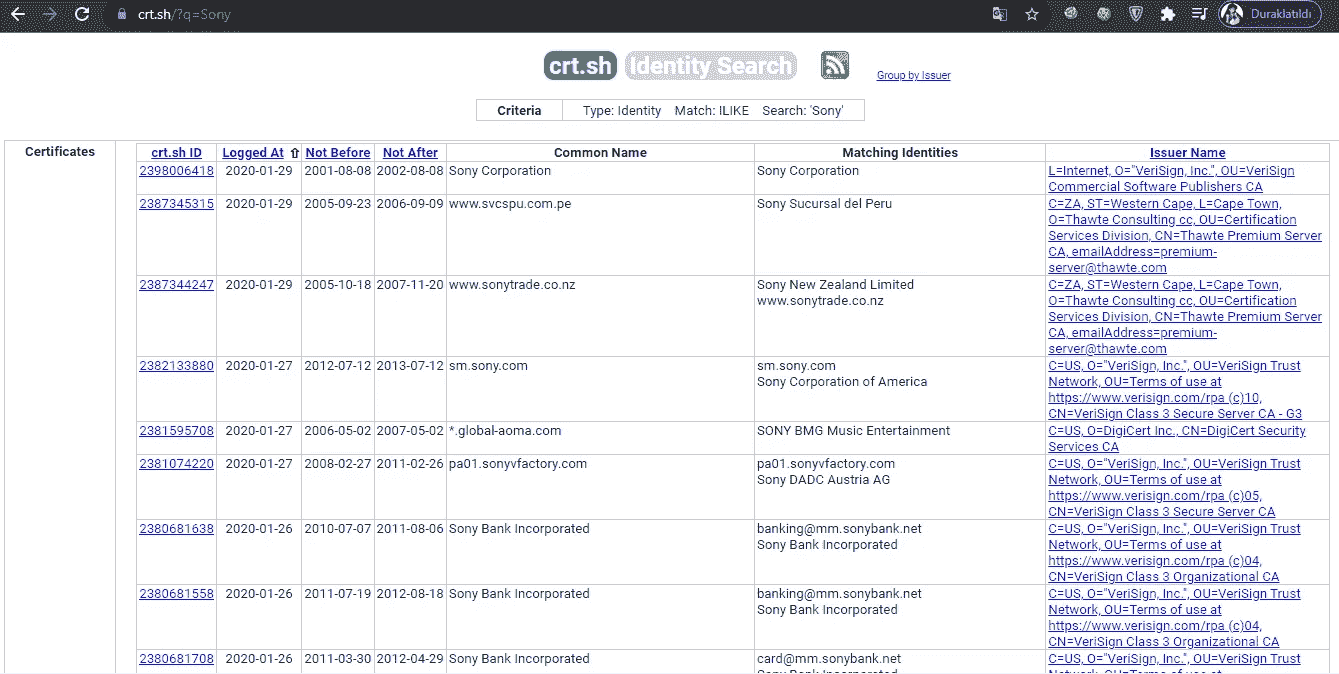 crt.sh/?q=Sony
Duraklatıldı
crt.sh Identity Search
Group by Issuer
Criteria Type: Identity Match: ILIKE Search: 'Sony'
Certificates
crt.sh ID Logged At ⇧ Not Before Not After Common Name Matching Identities Issuer Name
2398006418 2020-01-29 2001-08-08 2002-08-08 Sony Corporation Sony Corporation L=Internet, O="VeriSign, Inc.", OU=VeriSign
Commercial Software Publishers CA
2387345315 2020-01-29 2005-09-23 2006-09-09 www.svcspu.com.pe Sony Sucursal del Peru C=ZA, ST=Western Cape, L=Cape Town,
O=Thawte Consulting cc, OU=Certification
Services Division, CN=Thawte Premium Server
CA, emailAddress=premium-
server@thawte.com
2387344247 2020-01-29 2005-10-18 2007-11-20 www.sonytrade.co.nz Sony New Zealand Limited C=ZA, ST=Western Cape, L=Cape Town,
www.sonytrade.co.nz O=Thawte Consulting cc, OU=Certification
Services Division, CN=Thawte Premium Server
CA, emailAddress=premium-
server@thawte.com
2382133880 2020-01-27 2012-07-12 2013-07-12 sm.sony.com sm.sony.com C=US, O="VeriSign, Inc.", OU=VeriSign Trust
Sony Corporation of America Network, OU=Terms of use at
https://www.verisign.com/rpa (c)10,
CN=VeriSign Class 3 Secure Server CA - G3
2381595708 2020-01-27 2006-05-02 2007-05-02 *.global-aoma.com SONY BMG Music Entertainment C=US, O=DigiCert Inc., CN=DigiCert Security
Services CA
2381074220 2020-01-27 2008-02-27 2011-02-26 pa01.sonyvfactory.com pa01.sonyvfactory.com C=US, O="VeriSign, Inc.", OU=VeriSign Trust
Sony DADC Austria AG Network, OU=Terms of use at
https://www.verisign.com/rpa (c)05,
CN=VeriSign Class 3 Secure Server CA
2380681638 2020-01-26 2010-07-07 2011-08-06 Sony Bank Incorporated banking@mm.sonybank.net C=US, O="VeriSign, Inc.", OU=VeriSign Trust
Sony Bank Incorporated Network, OU=Terms of use at
https://www.verisign.com/rpa (c)04,
CN=VeriSign Class 3 Organizational CA
2380681558 2020-01-26 2011-07-19 2012-08-18 Sony Bank Incorporated banking@mm.sonybank.net C=US, O="VeriSign, Inc.", OU=VeriSign Trust
Sony Bank Incorporated Network, OU=Terms of use at
https://www.verisign.com/rpa (c)04,
CN=VeriSign Class 3 Organizational CA
2380681708 2020-01-26 2011-03-30 2012-04-29 Sony Bank Incorporated card@mm.sonybank.net C=US, O="VeriSign, Inc.", OU=VeriSign Trust